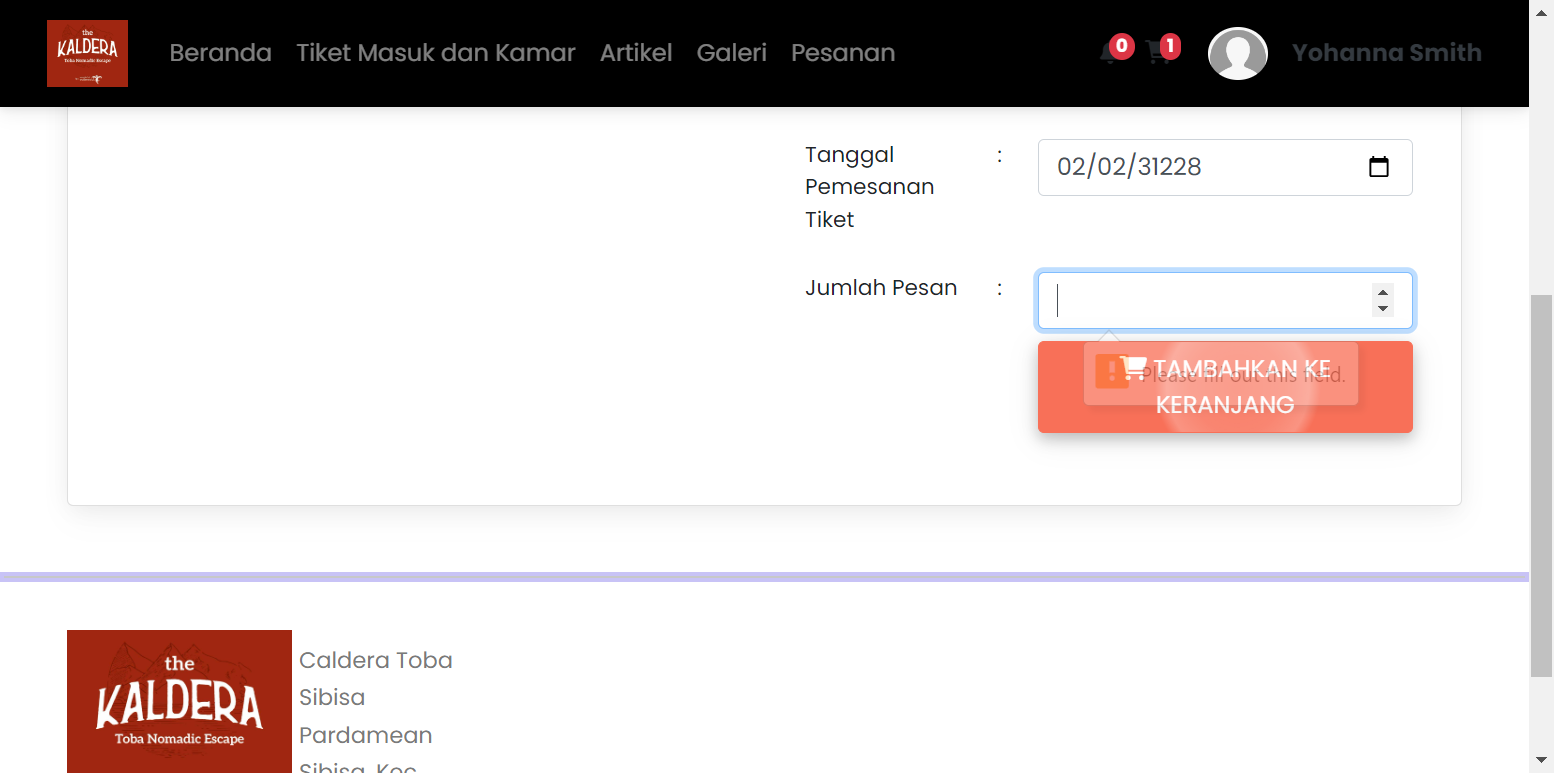 the
KALDERA
Toba Nomadic Escape
Beranda Tiket Masuk dan Kamar Artikel Galeri Pesanan
0 1
Yohanna Smith
Tanggal Pemesanan Tiket : 02/02/31228
Jumlah Pesan :
TAMBAHKAN KE
Please fill out this field.
KERANJANG
the
KALDERA
Toba Nomadic Escape
Caldera Toba
Sibisa
Pardamean
Sibisa, Kec.